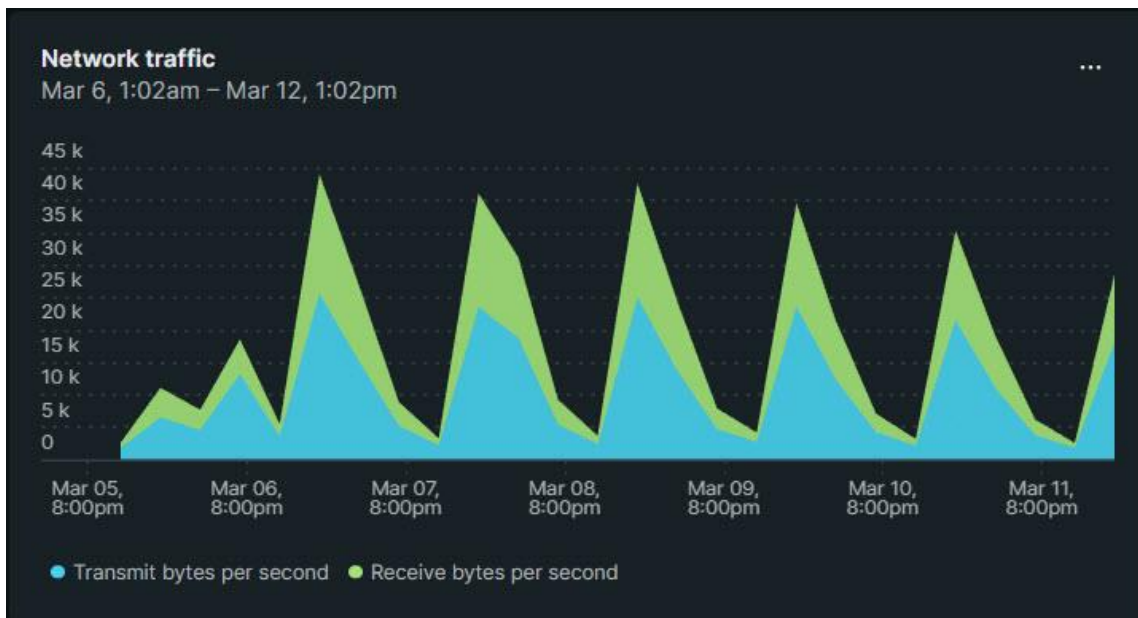 Network traffic
...
Mar 6, 1:02am – Mar 12, 1:02pm
45 k
40 k
35 k
30 k
25 k
20 k
15 k
10 k
5 k
0
Mar 05, Mar 06, Mar 07, Mar 08, Mar 09, Mar 10, Mar 11,
8:00pm 8:00pm 8:00pm 8:00pm 8:00pm 8:00pm 8:00pm
Transmit bytes per second Receive bytes per second